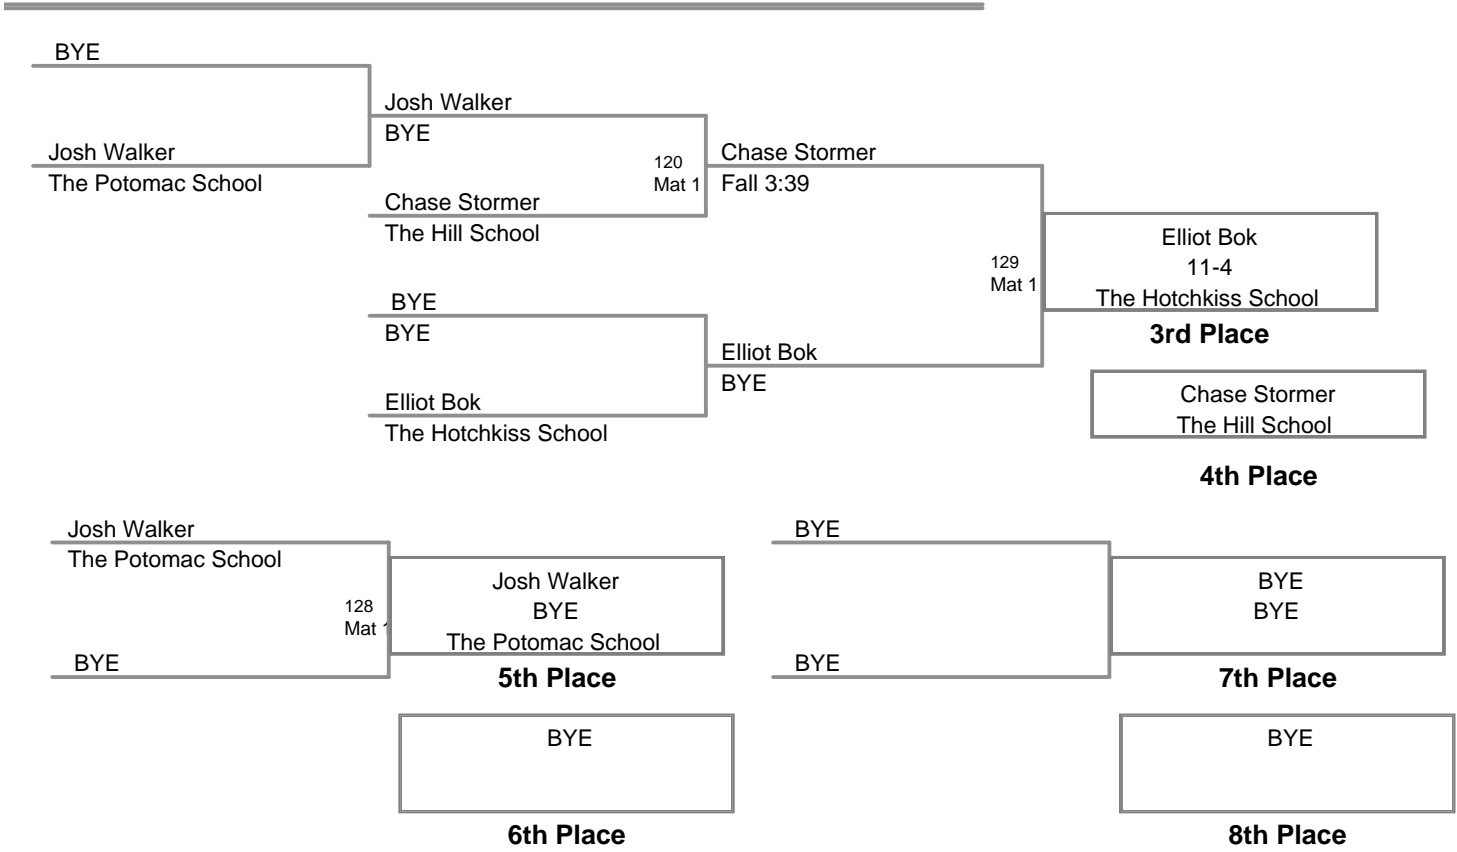 BYE
Josh Walker
The Potomac School
Josh Walker
BYE
120
Mat 1
Chase Stormer
The Hill School
Chase Stormer
Fall 3:39
BYE
BYE
Elliot Bok
The Hotchkiss School
Elliot Bok
BYE
129
Mat 1
Elliot Bok
11-4
The Hotchkiss School
3rd Place
Chase Stormer
The Hill School
4th Place
Josh Walker
The Potomac School
128
Mat 1
BYE
Josh Walker
BYE
The Potomac School
5th Place
BYE
6th Place
BYE
BYE
BYE
BYE
7th Place
BYE
8th Place